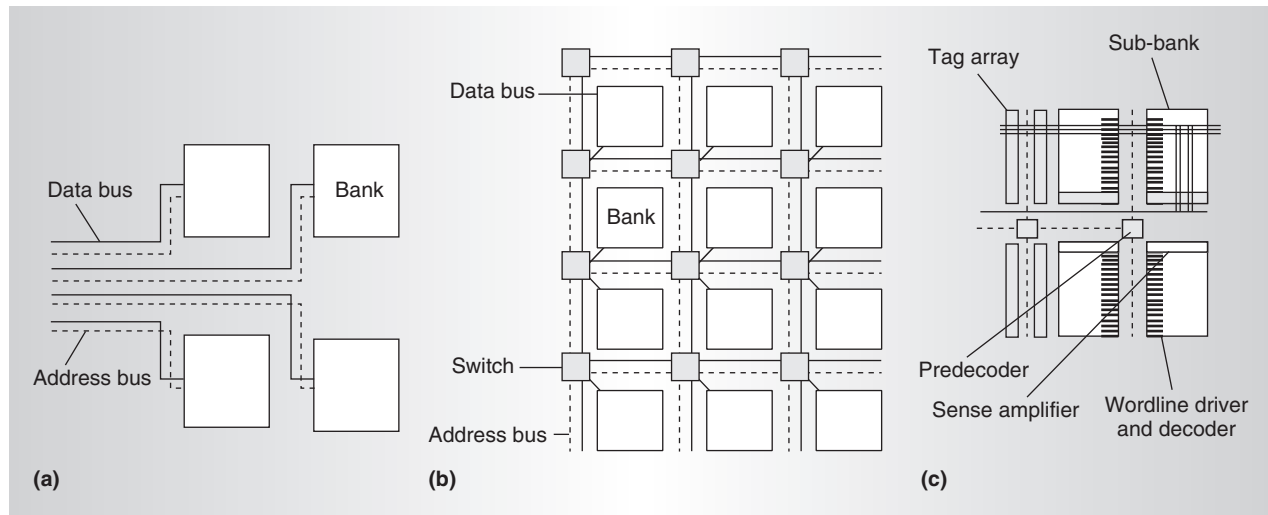 Data bus
Bank
Address bus
(a)
Data bus
Bank
Switch
Address bus
(b)
Tag array
Sub-bank
Predecoder
Sense amplifier
Wordline driver
and decoder
(c)